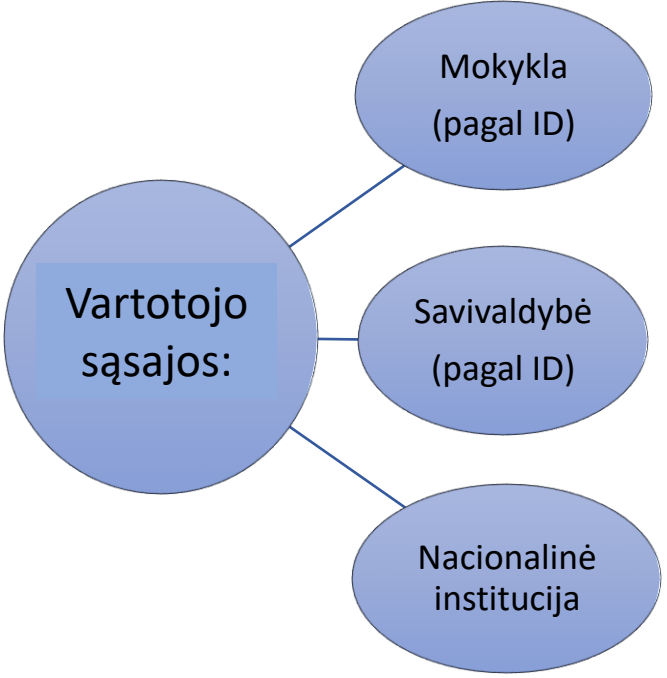 Vartotojo
sąsajos:
Mokykla
(pagal ID)
Savivaldybė
(pagal ID)
Nacionalinė
institucija